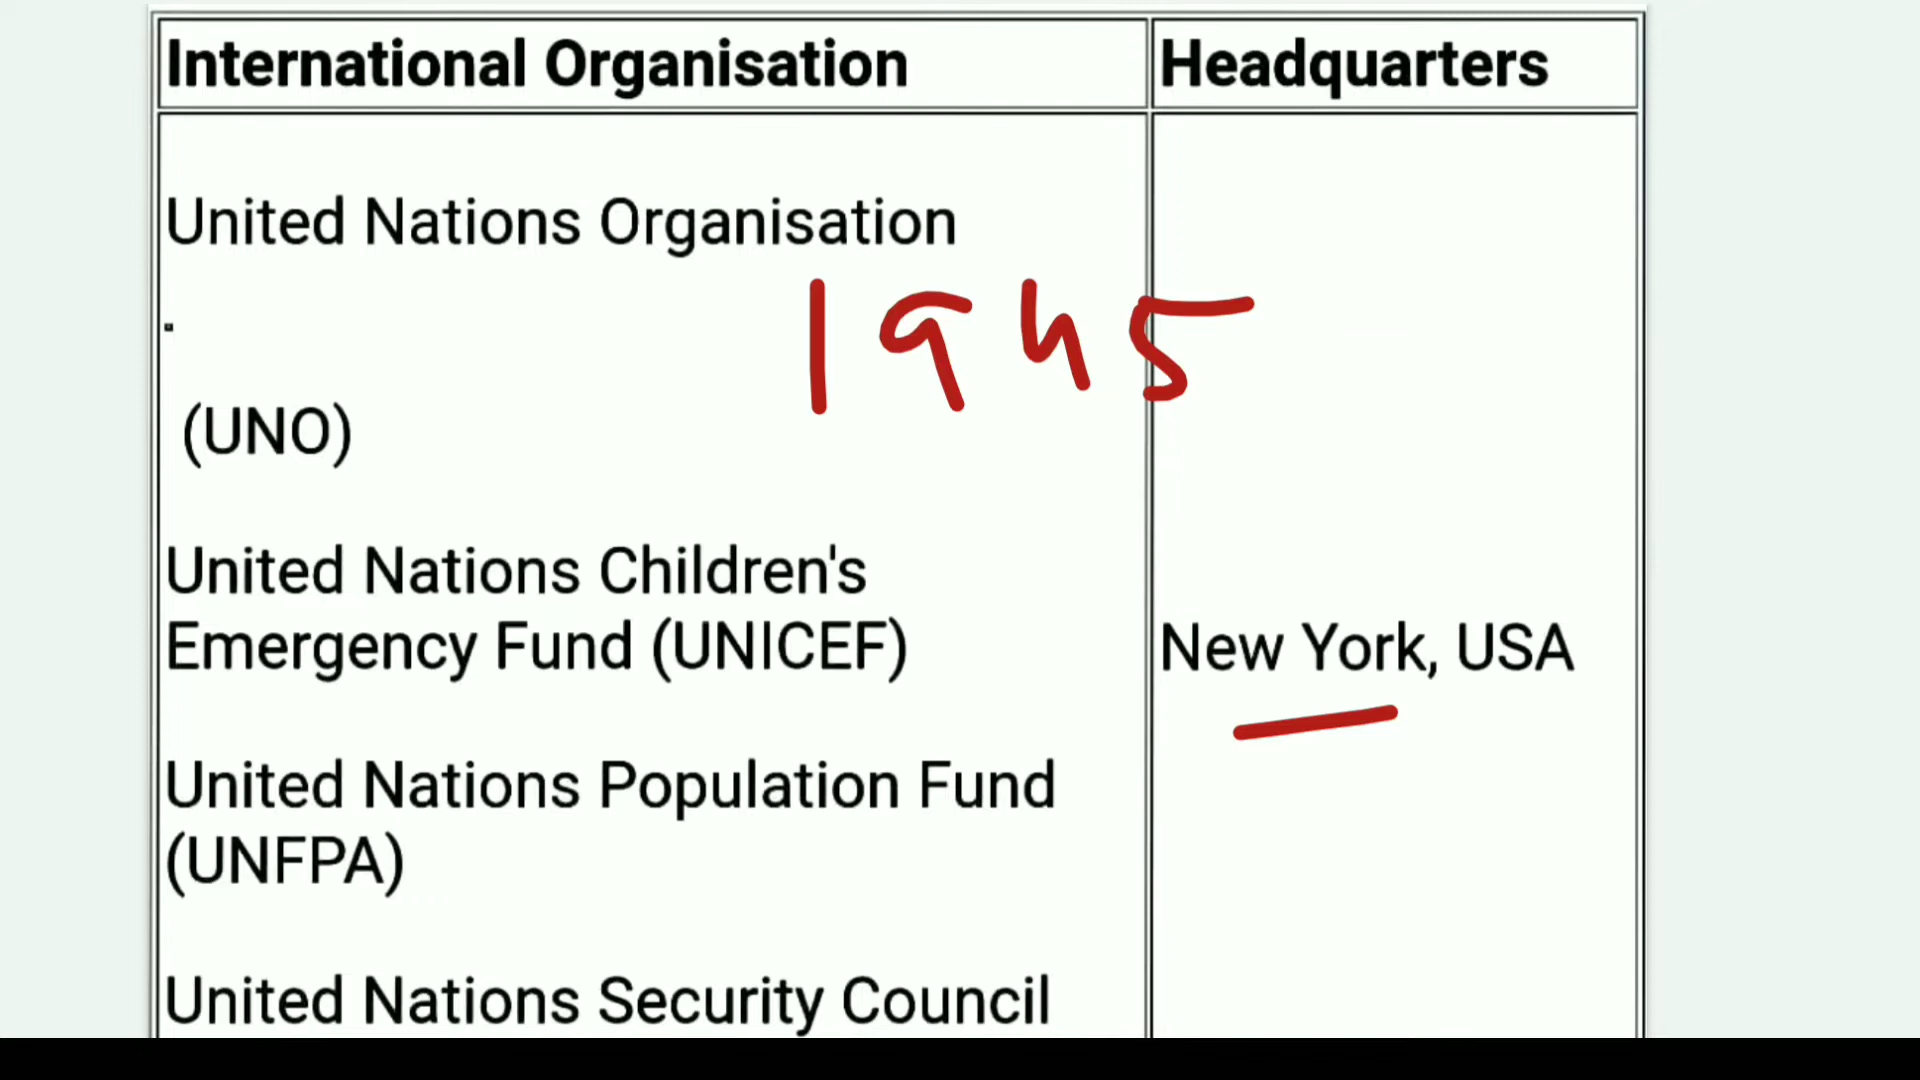 International Organisation
Headquarters
United Nations Organisation
1945
(UNO)
United Nations Children's
Emergency Fund (UNICEF)
New York, USA
United Nations Population Fund
(UNFPA)
United Nations Security Council